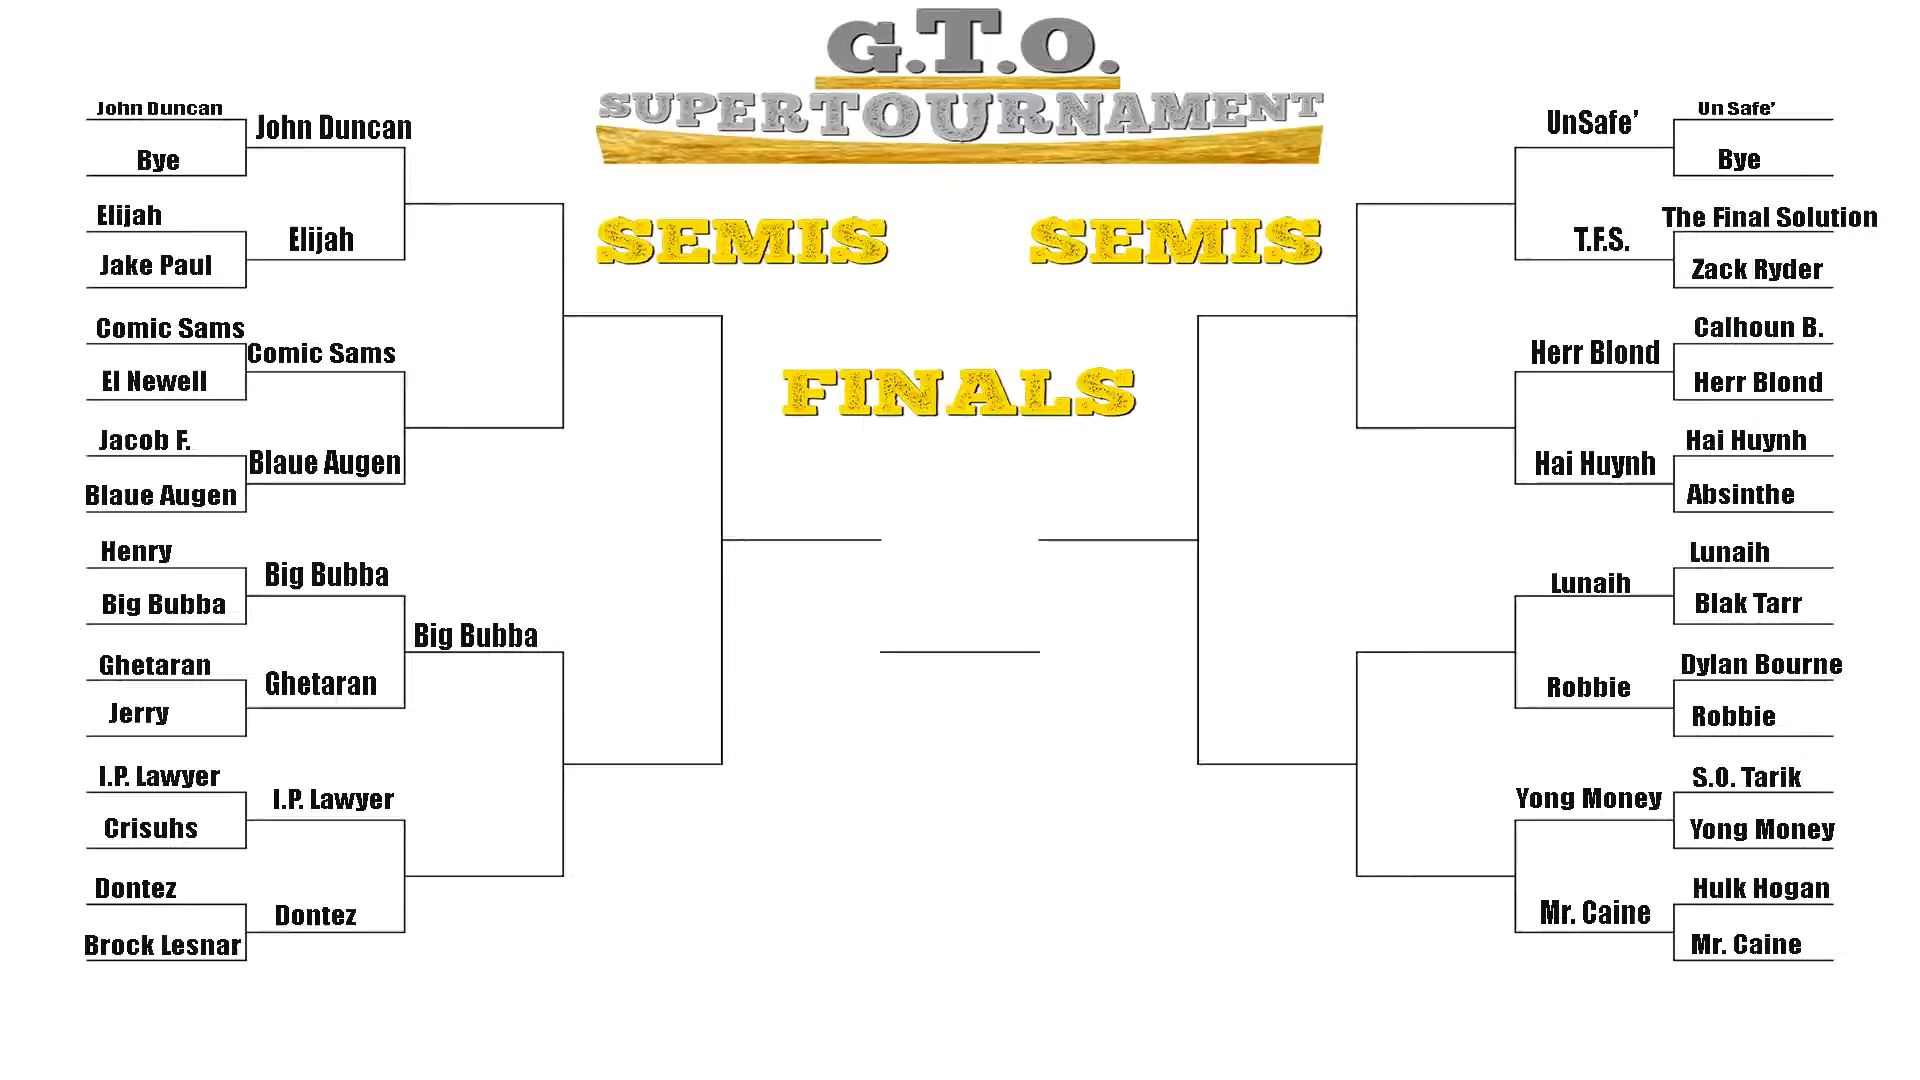 G.T.O.
SUPERTOURNAMENT
SEMIS
SEMIS
FINALS
John Duncan
Bye
Elijah
Jake Paul
Comic Sams
El Newell
Jacob F.
Blaue Augen
Henry
Big Bubba
Ghetaran
Jerry
I.P. Lawyer
Crisuhs
Dontez
Brock Lesnar
John Duncan
Elijah
Comic Sams
Blaue Augen
Big Bubba
Ghetaran
I.P. Lawyer
Dontez
Big Bubba
UnSafe’
T.F.S.
Herr Blond
Hai Huynh
Lunaih
Robbie
Yong Money
Mr. Caine
Un Safe’
Bye
The Final Solution
Zack Ryder
Calhoun B.
Herr Blond
Hai Huynh
Absinthe
Lunaih
Blak Tarr
Dylan Bourne
Robbie
S.O. Tarik
Yong Money
Hulk Hogan
Mr. Caine